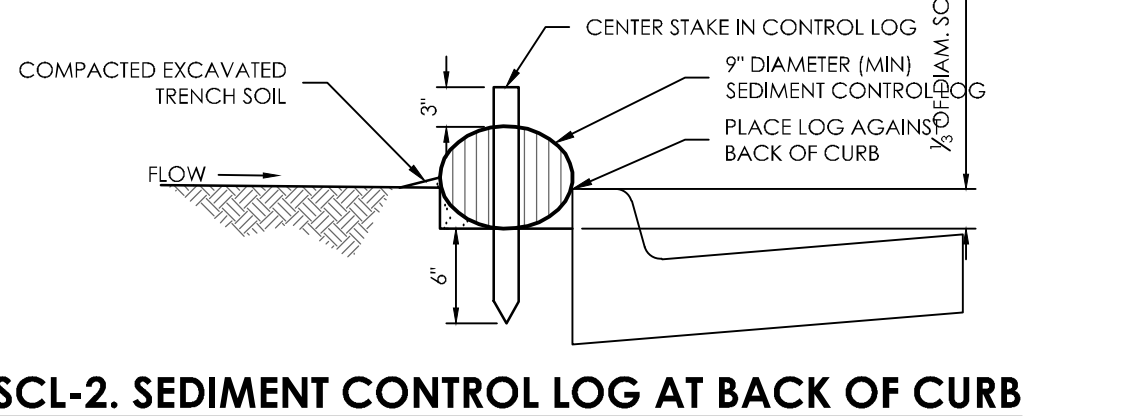 CENTER STAKE IN CONTROL LOG
COMPACTED EXCAVATED
TRENCH SOIL
9" DIAMETER (MIN)
SEDIMENT CONTROL LOG
3"
PLACE LOG AGAINST
BACK OF CURB
⅓ OF DIAM. SC
FLOW
6"
SCL-2. SEDIMENT CONTROL LOG AT BACK OF CURB